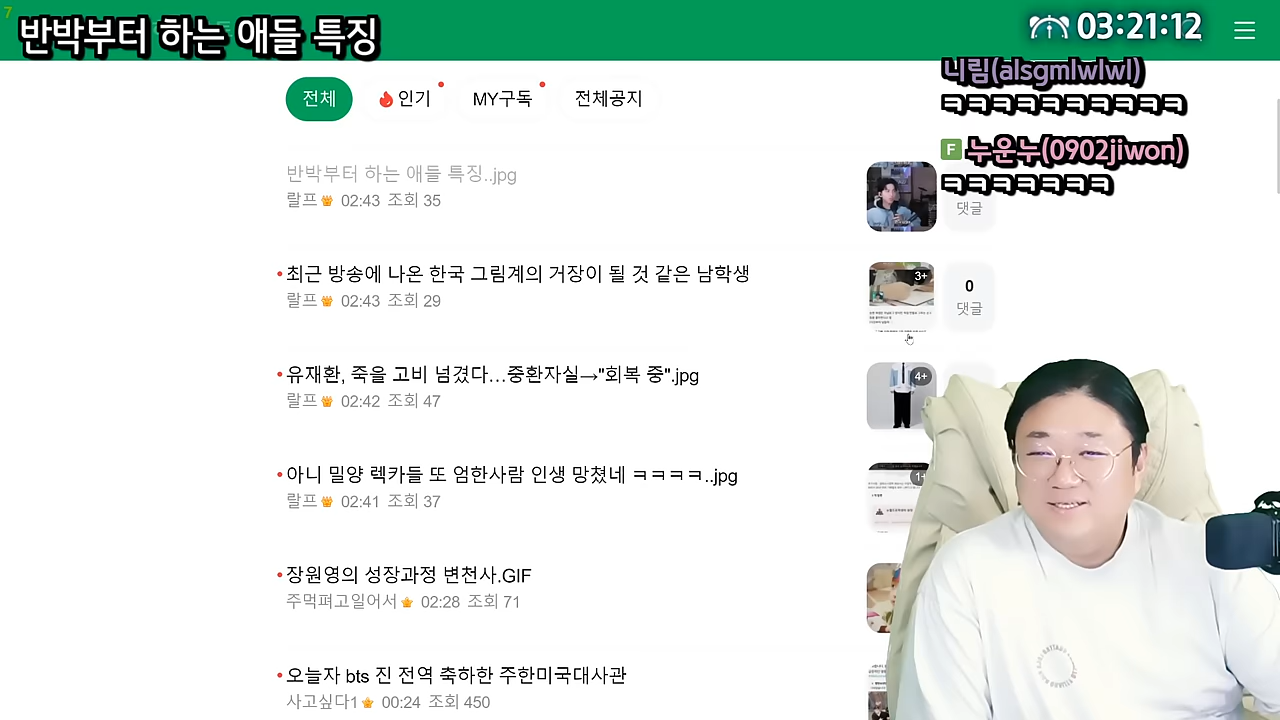 7
반박부터 하는 애들 특징
03:21:12
니림(alsgmlwlwl)
ㅋㅋㅋㅋㅋㅋㅋㅋㅋㅋ
F 누운누(0902jiwon)
ㅋㅋㅋㅋㅋㅋㅋ
전체 인기 MY구독 전체공지
반박부터 하는 애들 특징..jpg
랄프 02:43 조회 35
댓글
최근 방송에 나온 한국 그림계의 거장이 될 것 같은 남학생
랄프 02:43 조회 29
3+
0
댓글
유재환, 죽을 고비 넘겼다…중환자실→"회복 중".jpg
랄프 02:42 조회 47
4+
아니 밀양 렉카들 또 엄한사람 인생 망쳤네 ㅋㅋㅋㅋ..jpg
랄프 02:41 조회 37
1+
장원영의 성장과정 변천사.GIF
주먹펴고일어서 02:28 조회 71
오늘자 bts 진 전역 축하한 주한미국대사관
사고싶다1 00:24 조회 450